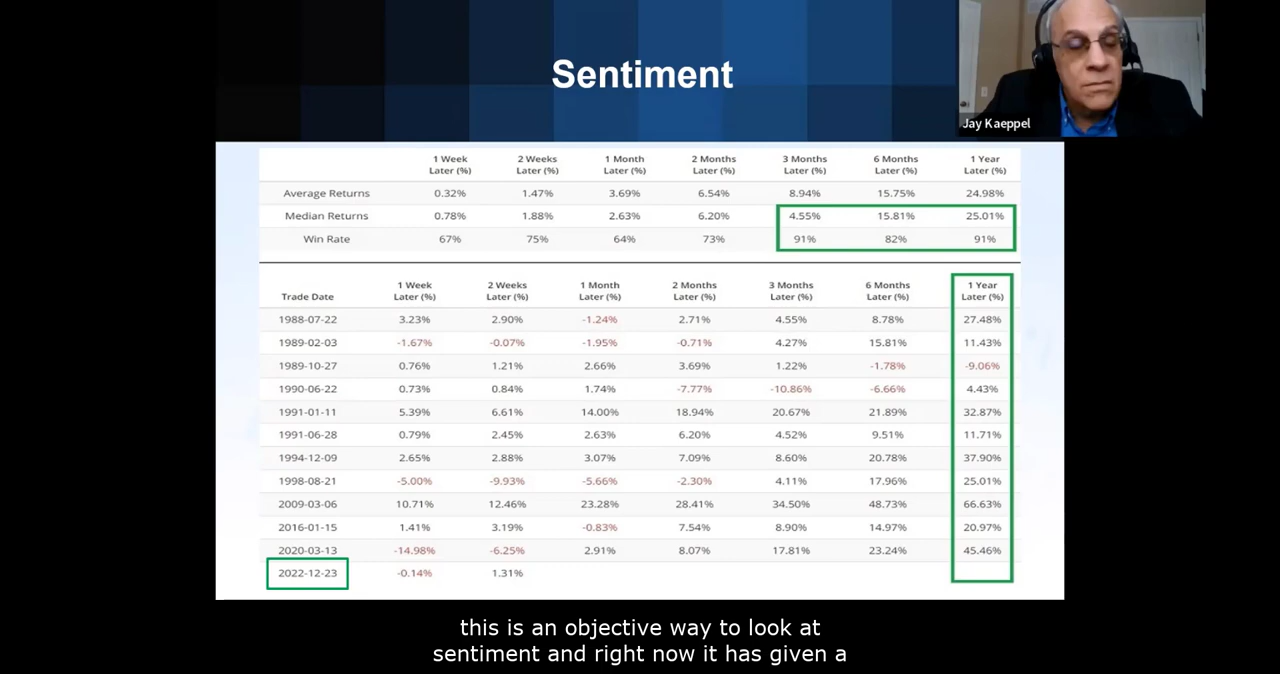 Sentiment
Jay Kaeppel
1 Week Later (%) 2 Weeks Later (%) 1 Month Later (%) 2 Months Later (%) 3 Months Later (%) 6 Months Later (%) 1 Year Later (%)
Average Returns 0.32% 1.47% 3.69% 6.54% 8.94% 15.75% 24.98%
Median Returns 0.78% 1.88% 2.63% 6.20% 4.55% 15.81% 25.01%
Win Rate 67% 75% 64% 73% 91% 82% 91%
Trade Date 1 Week Later (%) 2 Weeks Later (%) 1 Month Later (%) 2 Months Later (%) 3 Months Later (%) 6 Months Later (%) 1 Year Later (%)
1988-07-22 3.23% 2.90% -1.24% 2.71% 4.55% 8.78% 27.48%
1989-02-03 -1.67% -0.07% -1.95% -0.71% 4.27% 15.81% 11.43%
1989-10-27 0.76% 1.21% 2.66% 3.69% 1.22% -1.78% -9.06%
1990-06-22 0.73% 0.84% 1.74% -7.77% -10.86% -6.66% 4.43%
1991-01-11 5.39% 6.61% 14.00% 18.94% 20.67% 21.89% 32.87%
1991-06-28 0.79% 2.45% 2.63% 6.20% 4.52% 9.51% 11.71%
1994-12-09 2.65% 2.88% 3.07% 7.09% 8.60% 20.78% 37.90%
1998-08-21 -5.00% -9.93% -5.66% -2.30% 4.11% 17.96% 25.01%
2009-03-06 10.71% 12.46% 23.28% 28.41% 34.50% 48.73% 66.63%
2016-01-15 1.41% 3.19% -0.83% 7.54% 8.90% 14.97% 20.97%
2020-03-13 -14.98% -6.25% 2.91% 8.07% 17.81% 23.24% 45.46%
2022-12-23 -0.14% 1.31%
this is an objective way to look at
sentiment and right now it has given a